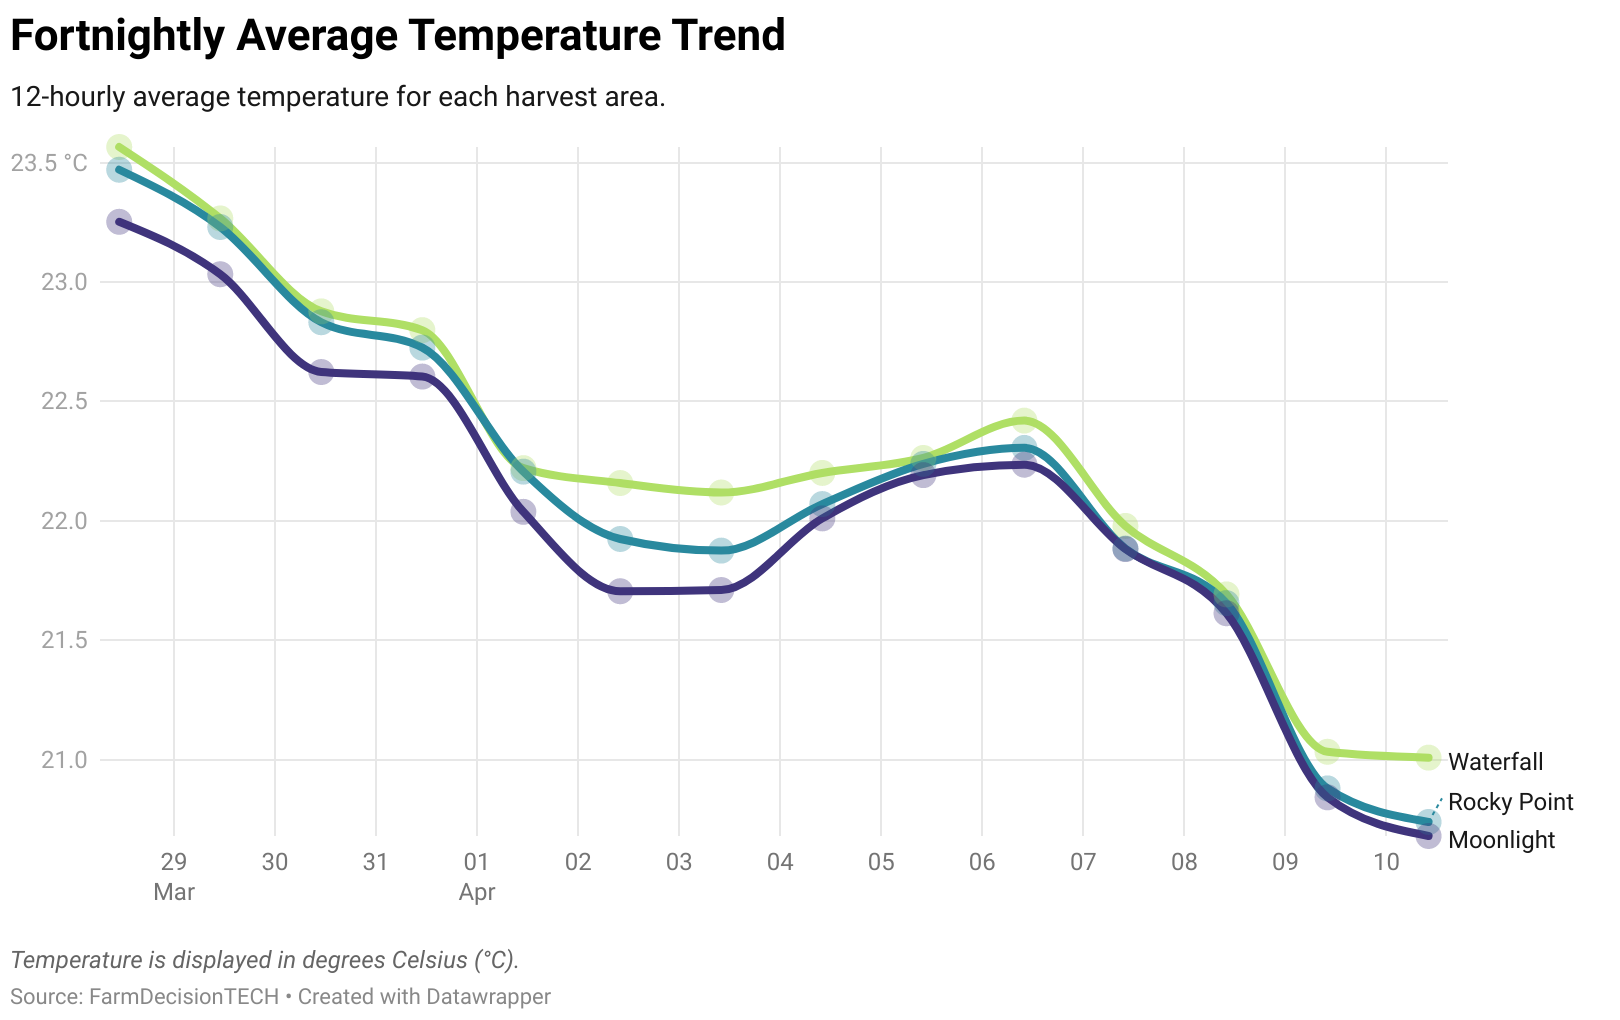 Fortnightly Average Temperature Trend
12-hourly average temperature for each harvest area.
23.5 °C
23.0
22.5
22.0
21.5
21.0
Waterfall
Rocky Point
Moonlight
29 30 31 01 02 03 04 05 06 07 08 09 10
Mar Apr
Temperature is displayed in degrees Celsius (°C).
Source: FarmDecisionTECH • Created with Datawrapper